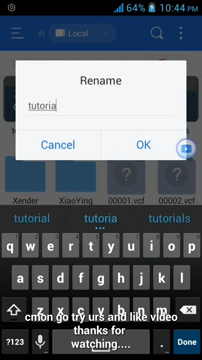 64% 10:44 PM
Local
Rename
tutoria
Cancel OK
Xender XiaoYing 00001.vcf 00002.vcf
tutorial tutoria tutorials
q w e r t y u i o p
a s d f g h j k l
z x c v b n m
cmon go try urs and like video
thanks for
watching....
?123 Done